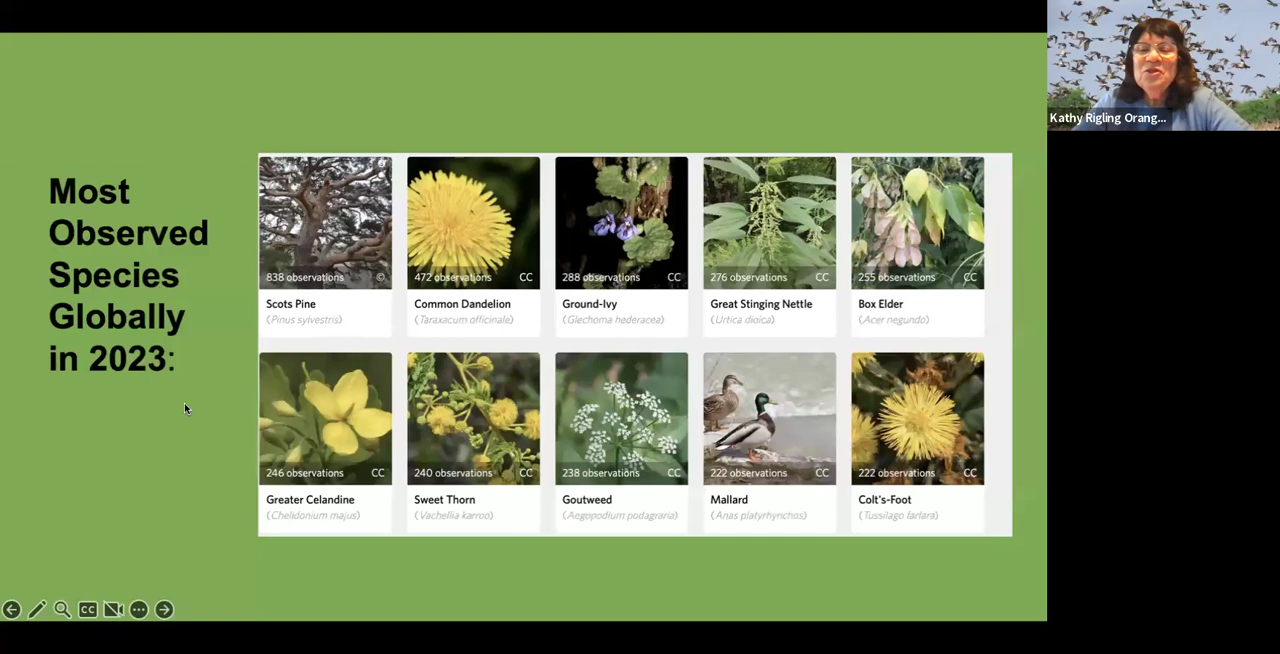 Most
Observed
Species
Globally
in 2023:
838 observations ©
472 observations CC
288 observations CC
276 observations CC
255 observations CC
Scots Pine
Common Dandelion
Ground-Ivy
Great Stinging Nettle
Box Elder
(Pinus sylvestris)
(Taraxacum officinale)
(Glechoma hederacea)
(Urtica dioica)
(Acer negundo)
246 observations CC
240 observations CC
238 observations CC
222 observations CC
222 observations CC
Greater Celandine
Sweet Thorn
Goutweed
Mallard
Colt's-Foot
(Chelidonium majus)
(Vachellia karroo)
(Aegopodium podagraria)
(Anas platyrhynchos)
(Tussilago farfara)
Kathy Rigling Orang...
CC